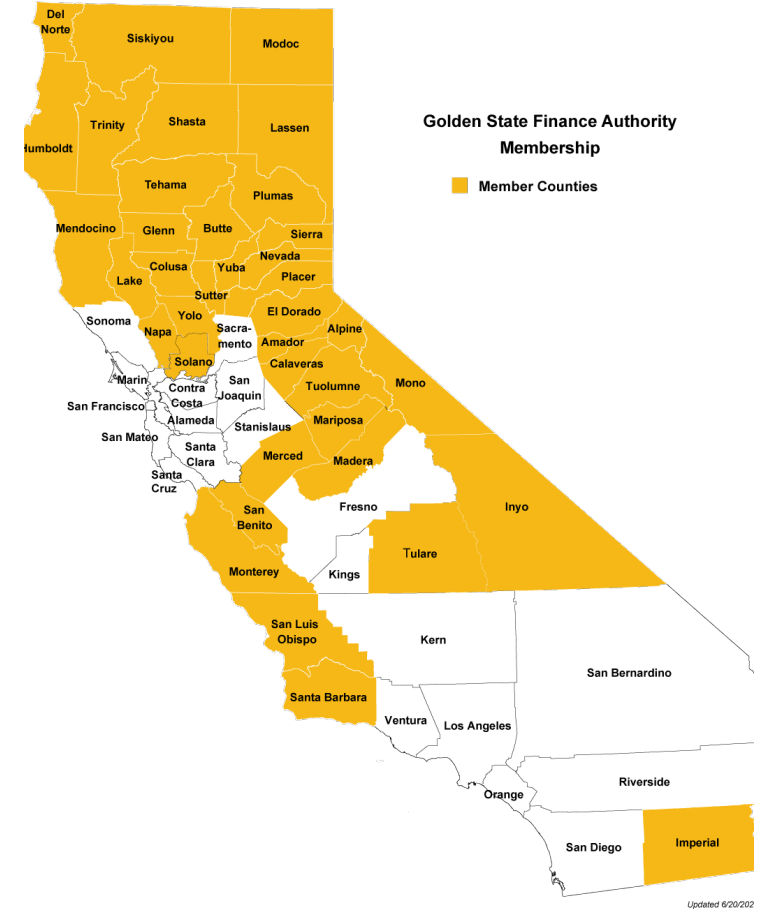 Del
Norte
Siskiyou
Modoc
Golden State Finance Authority
Membership
Member Counties
Humboldt
Trinity
Shasta
Lassen
Tehama
Plumas
Mendocino
Glenn
Butte
Sierra
Nevada
Colusa
Yuba
Placer
Lake
Sutter
El Dorado
Yolo
Sonoma
Napa
Sacra-
mento
Alpine
Amador
Solano
Calaveras
Marin
Contra
Costa
San
Joaquin
Tuolumne
Mono
San Francisco
Alameda
Mariposa
Stanislaus
San Mateo
Santa
Clara
Merced
Madera
Santa
Cruz
Fresno
Inyo
San
Benito
Tulare
Monterey
Kings
San Luis
Obispo
Kern
San Bernardino
Santa Barbara
Ventura
Los Angeles
Riverside
Orange
San Diego
Imperial
Updated 6/20/202